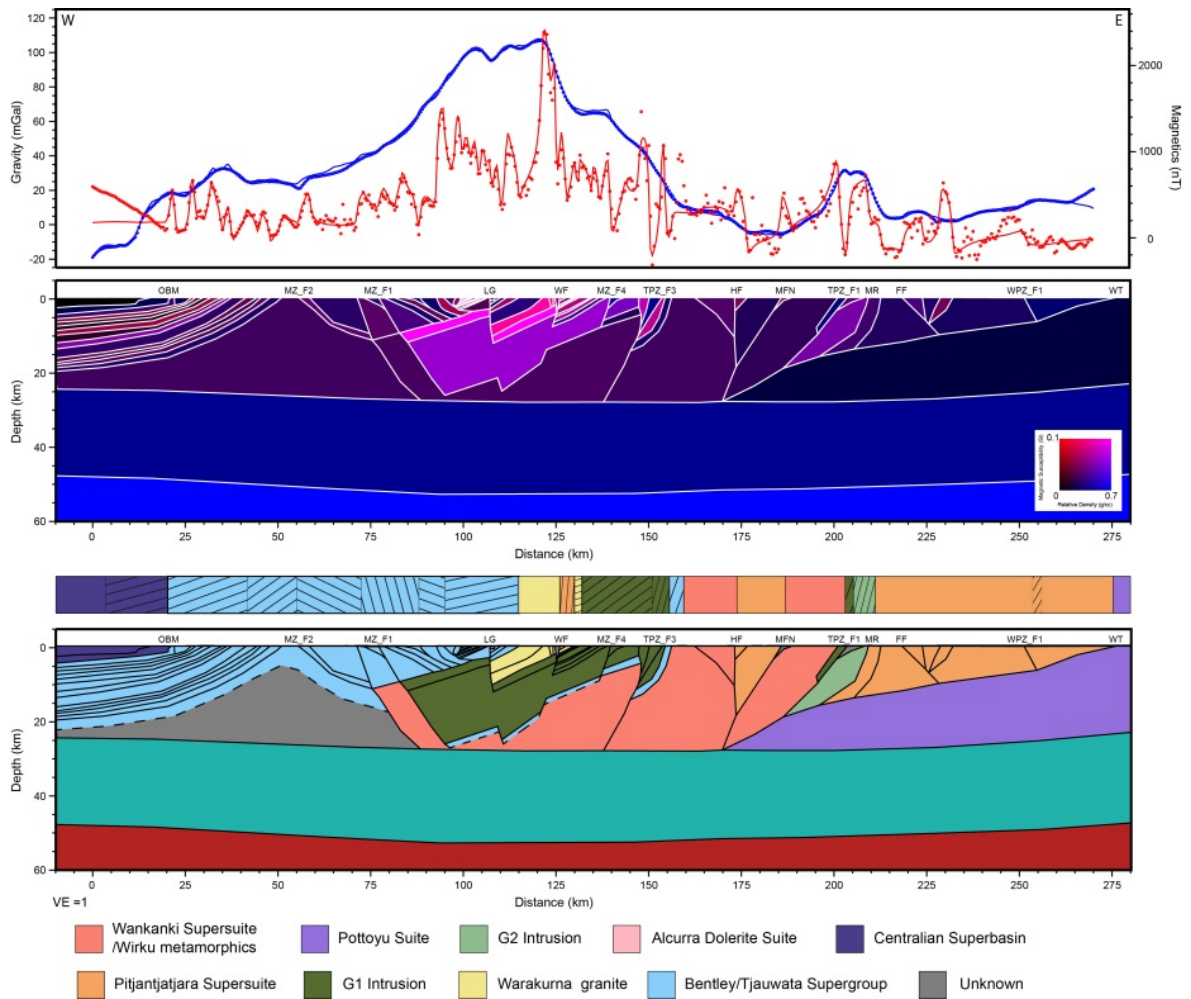 W
E
120
100
80
60
40
20
0
-20
Gravity (mGal)
2000
1000
0
Magnetics (nT)
OBM MZ_F2 MZ_F1 LG WF MZ_F4 TPZ_F3 HF MFN TPZ_F1 MR FF WPZ_F1 WT
0
20
40
60
Depth (km)
0.1
0
0.7
Magnetic Susceptibility (SI)
Relative Density (g/cc)
0 25 50 75 100 125 150 175 200 225 250 275
Distance (km)
OBM MZ_F2 MZ_F1 LG WF MZ_F4 TPZ_F3 HF MFN TPZ_F1 MR FF WPZ_F1 WT
0
20
40
60
Depth (km)
0 25 50 75 100 125 150 175 200 225 250 275
VE =1
Distance (km)
Wankanki Supersuite
/Wirku metamorphics
Pottoyu Suite
G2 Intrusion
Alcurra Dolerite Suite
Centralian Superbasin
Pitjantjatjara Supersuite
G1 Intrusion
Warakurna granite
Bentley/Tjauwata Supergroup
Unknown